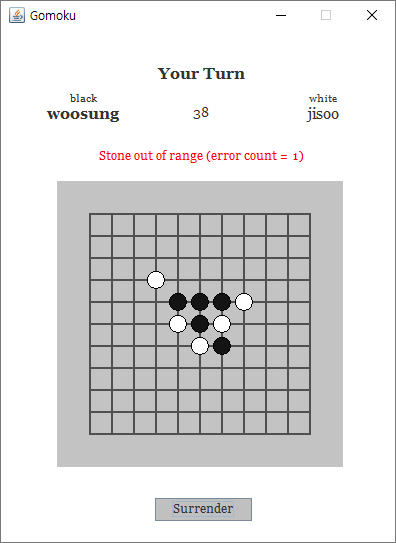 Gomoku
Your Turn
black
white
woosung
38
jisoo
Stone out of range (error count = 1)
Surrender